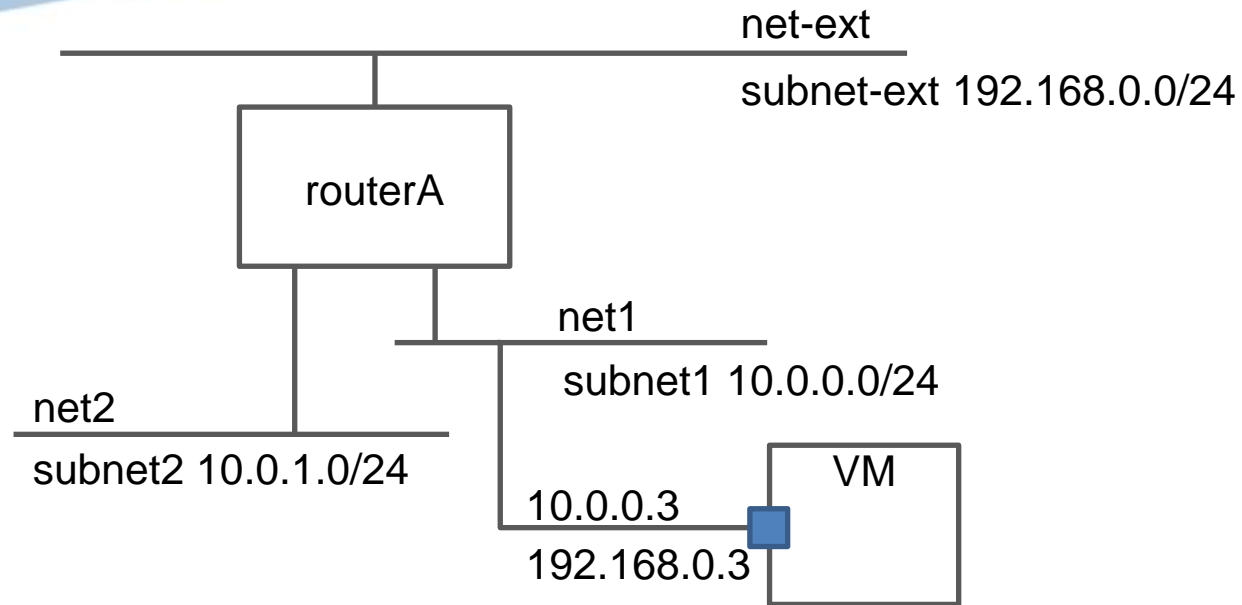 net-ext
subnet-ext 192.168.0.0/24
routerA
net1
subnet1 10.0.0.0/24
net2
subnet2 10.0.1.0/24
VM
10.0.0.3
192.168.0.3